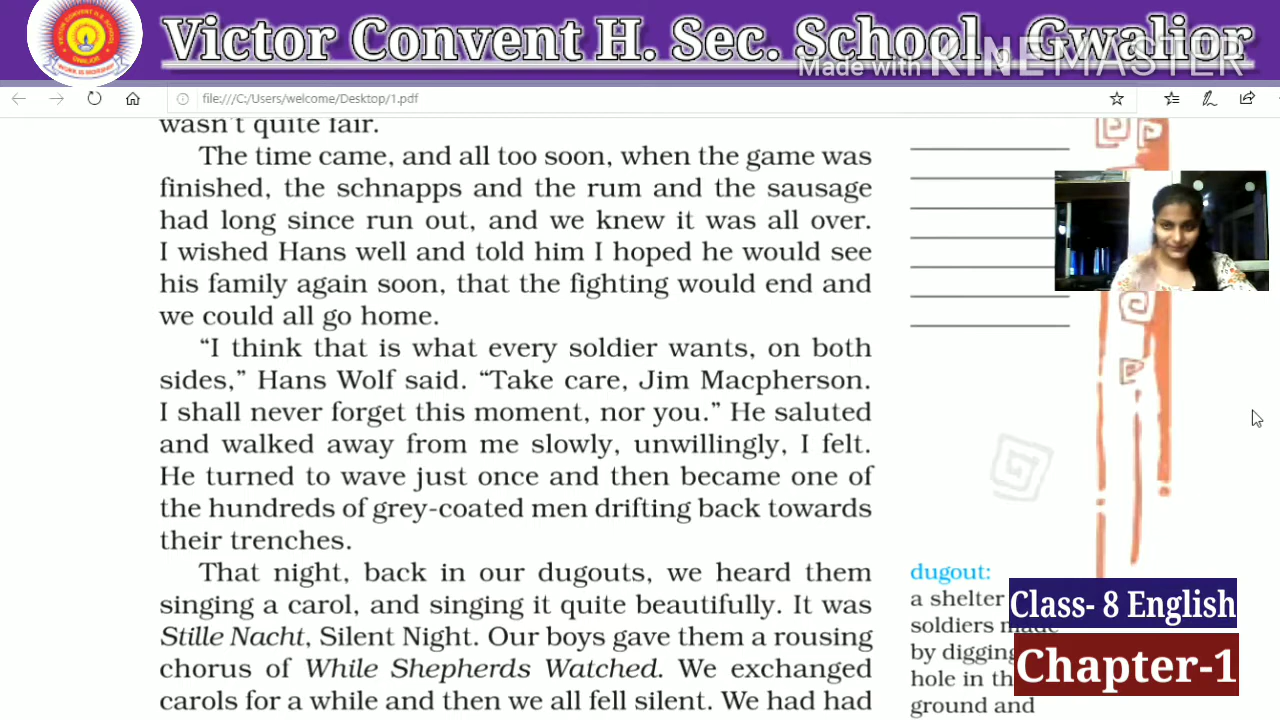 Victor Convent H. Sec. School, Gwalior
Made with KINEMASTER
file:///C:/Users/welcome/Desktop/1.pdf
wasn't quite fair.
The time came, and all too soon, when the game was
finished, the schnapps and the rum and the sausage
had long since run out, and we knew it was all over.
I wished Hans well and told him I hoped he would see
his family again soon, that the fighting would end and
we could all go home.
“I think that is what every soldier wants, on both
sides,” Hans Wolf said. “Take care, Jim Macpherson.
I shall never forget this moment, nor you.” He saluted
and walked away from me slowly, unwillingly, I felt.
He turned to wave just once and then became one of
the hundreds of grey-coated men drifting back towards
their trenches.
That night, back in our dugouts, we heard them
singing a carol, and singing it quite beautifully. It was
Stille Nacht, Silent Night. Our boys gave them a rousing
chorus of While Shepherds Watched. We exchanged
carols for a while and then we all fell silent. We had had
dugout:
a shelter
soldiers made
by digging
hole in th
ground and
Class- 8 English
Chapter-1